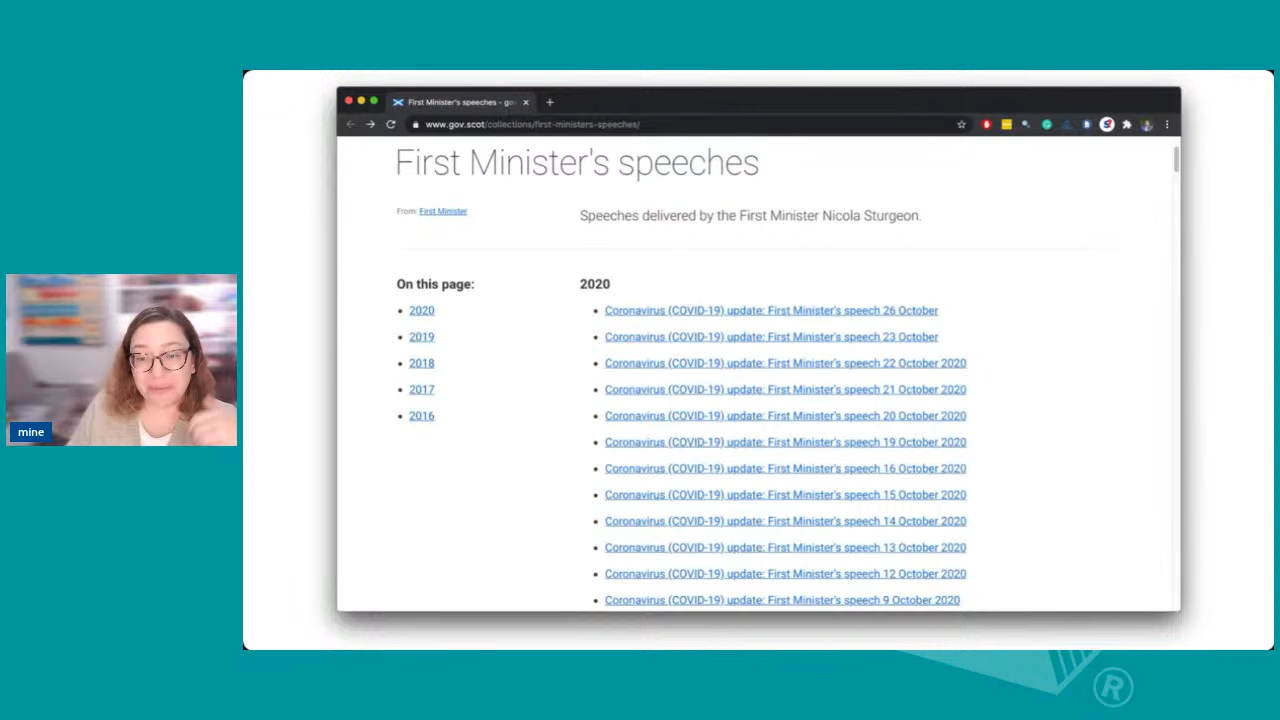 First Minister's speeches - gov
www.gov.scot/collections/first-ministers-speeches/
First Minister's speeches
From: First Minister
Speeches delivered by the First Minister Nicola Sturgeon.
On this page:
2020
2019
2018
2017
2016
2020
Coronavirus (COVID-19) update: First Minister's speech 26 October
Coronavirus (COVID-19) update: First Minister's speech 23 October
Coronavirus (COVID-19) update: First Minister's speech 22 October 2020
Coronavirus (COVID-19) update: First Minister's speech 21 October 2020
Coronavirus (COVID-19) update: First Minister's speech 20 October 2020
Coronavirus (COVID-19) update: First Minister's speech 19 October 2020
Coronavirus (COVID-19) update: First Minister's speech 16 October 2020
Coronavirus (COVID-19) update: First Minister's speech 15 October 2020
Coronavirus (COVID-19) update: First Minister's speech 14 October 2020
Coronavirus (COVID-19) update: First Minister's speech 13 October 2020
Coronavirus (COVID-19) update: First Minister's speech 12 October 2020
Coronavirus (COVID-19) update: First Minister's speech 9 October 2020
mine
®